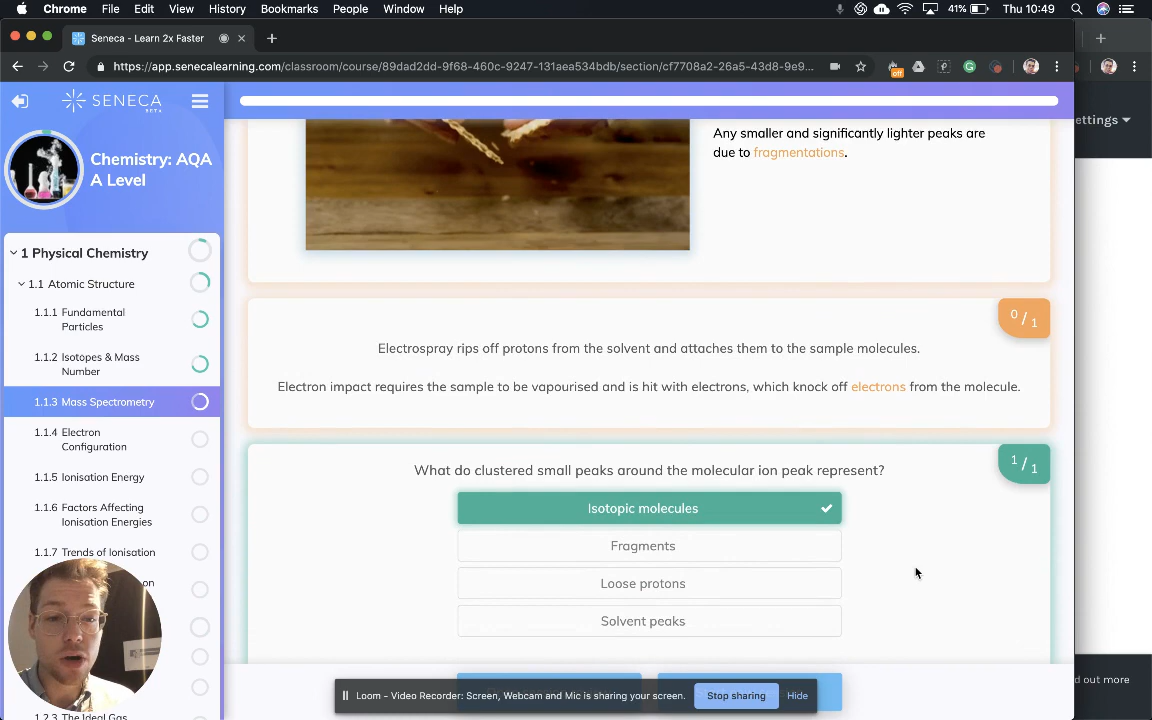 Chrome File Edit View History Bookmarks People Window Help
41% Thu 10:49
Seneca - Learn 2x Faster
https://app.senecalearning.com/classroom/course/89dad2dd-9f68-460c-9247-131aea534bdb/section/cf7708a2-26a5-43d8-9e9...
off
ettings
SENECA
BETA
Chemistry: AQA
A Level
1 Physical Chemistry
1.1 Atomic Structure
1.1.1 Fundamental
Particles
1.1.2 Isotopes & Mass
Number
1.1.3 Mass Spectrometry
1.1.4 Electron
Configuration
1.1.5 Ionisation Energy
1.1.6 Factors Affecting
Ionisation Energies
1.1.7 Trends of Ionisation
on
1.2.3 The Ideal Gas
Any smaller and significantly lighter peaks are
due to fragmentations.
0/1
Electrospray rips off protons from the solvent and attaches them to the sample molecules.
Electron impact requires the sample to be vapourised and is hit with electrons, which knock off electrons from the molecule.
1/1
What do clustered small peaks around the molecular ion peak represent?
Isotopic molecules
Fragments
Loose protons
Solvent peaks
Loom - Video Recorder: Screen, Webcam and Mic is sharing your screen. Stop sharing Hide
d out more